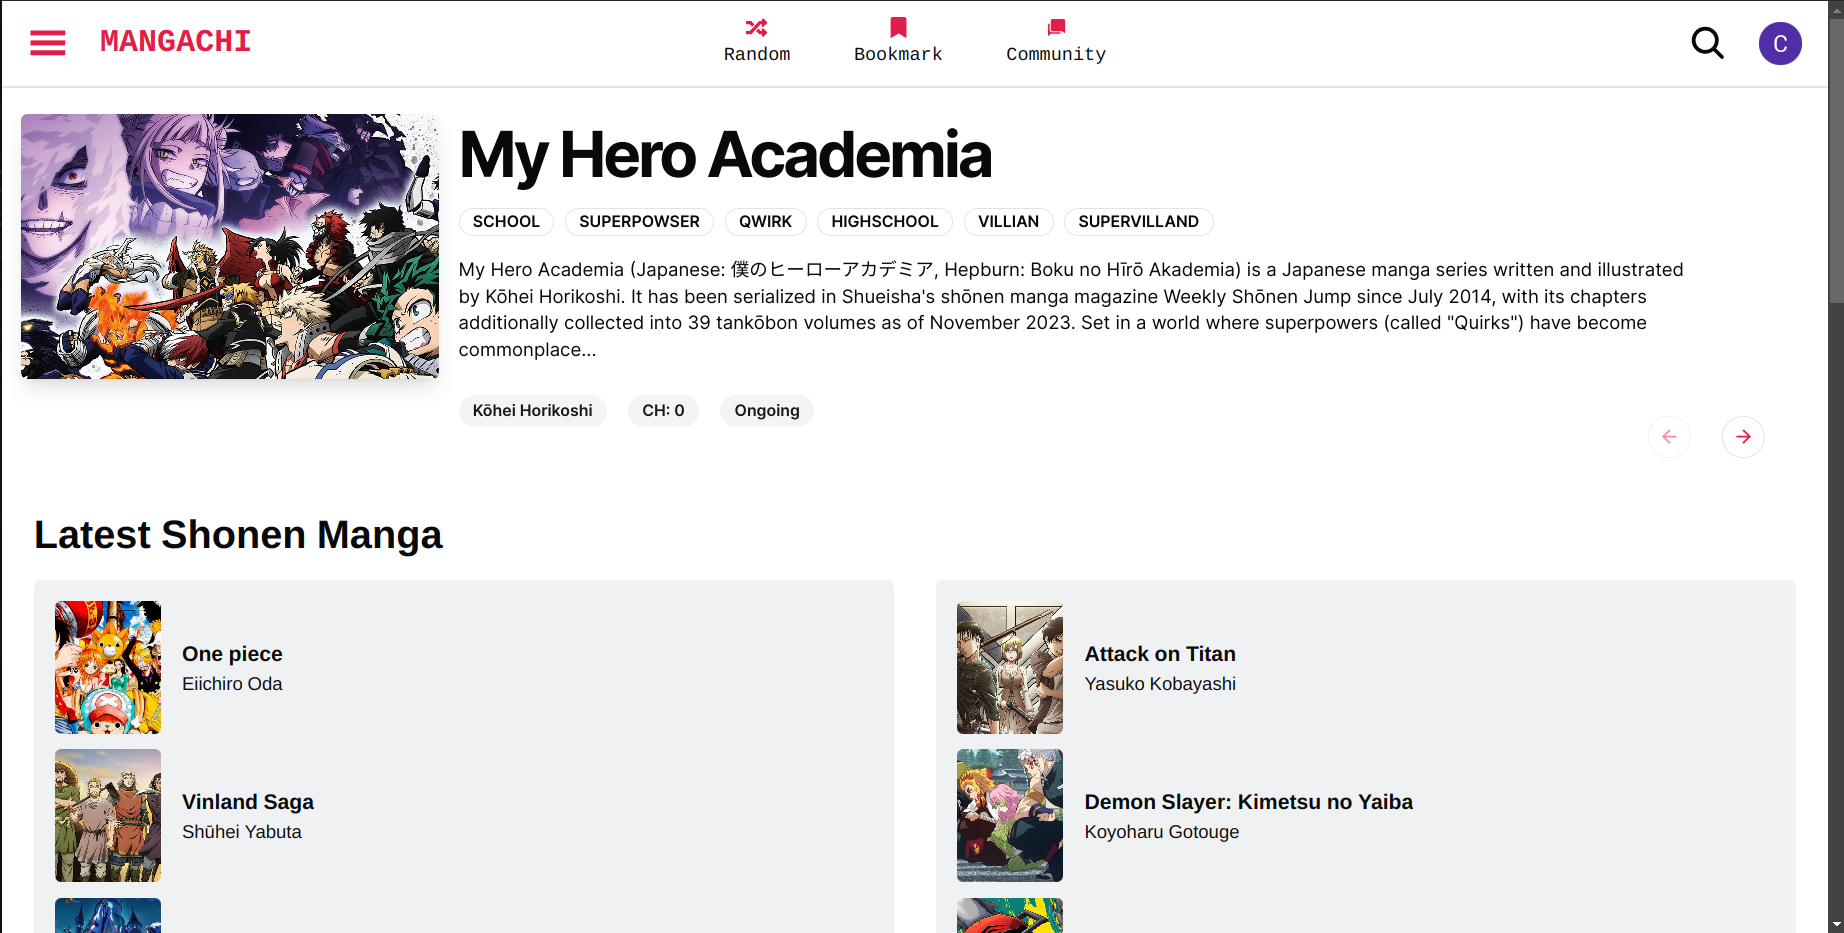 MANGACHI
Random
Bookmark
Community
C
My Hero Academia
SCHOOL
SUPERPOWSER
QWIRK
HIGHSCHOOL
VILLIAN
SUPERVILLAND
My Hero Academia (Japanese: 僕のヒーローアカデミア, Hepburn: Boku no Hīrō Akademia) is a Japanese manga series written and illustrated
by Kōhei Horikoshi. It has been serialized in Shueisha's shōnen manga magazine Weekly Shōnen Jump since July 2014, with its chapters
additionally collected into 39 tankōbon volumes as of November 2023. Set in a world where superpowers (called "Quirks") have become
commonplace...
Kōhei Horikoshi
CH: 0
Ongoing
Latest Shonen Manga
One piece
Eiichiro Oda
Attack on Titan
Yasuko Kobayashi
Vinland Saga
Shūhei Yabuta
Demon Slayer: Kimetsu no Yaiba
Koyoharu Gotouge